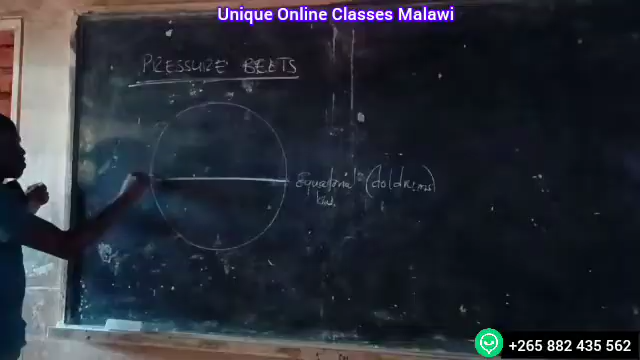 Unique Online Classes Malawi
PRESSURE BELTS
Equatorial (doldrums)
low
+265 882 435 562